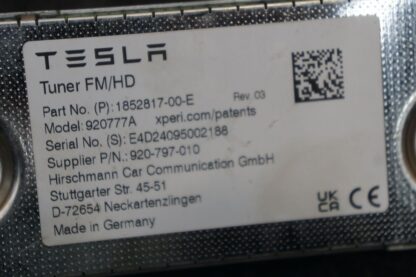 TESLA
Tuner FM/HD
Part No. (P): 1852817-00-E Rev. 03
Model: 920777A xperi.com/patents
Serial No. (S): E4D24095002188
Supplier P/N.: 920-797-010
Hirschmann Car Communication GmbH
Stuttgarter Str. 45-51
D-72654 Neckartenzlingen
Made in Germany
UK CA CE